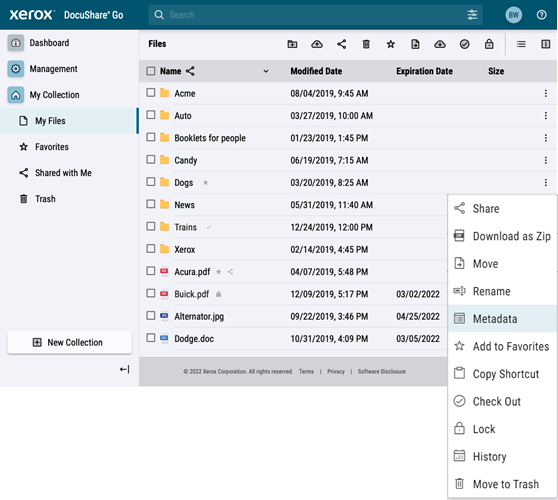 xerox™ DocuShare® Go Search BW
Dashboard
Management
My Collection
My Files
Favorites
Shared with Me
Trash
New Collection
Files
Name Modified Date Expiration Date Size
Acme 08/04/2019, 9:45 AM
Auto 03/27/2019, 10:00 AM
Booklets for people 01/23/2019, 1:45 PM
Candy 06/19/2019, 7:15 AM
Dogs 03/20/2019, 8:25 AM
News 05/31/2019, 11:40 AM
Trains 12/24/2019, 12:00 PM
Xerox 02/14/2019, 4:45 PM
Acura.pdf 04/07/2019, 5:48 PM
Buick.pdf 12/09/2019, 5:17 PM 03/02/2022
Alternator.jpg 09/22/2019, 3:46 PM 04/25/2022
Dodge.doc 10/31/2019, 4:09 PM 03/05/2022
© 2022 Xerox Corporation. All rights reserved. Terms | Privacy | Software Disclosure
Share
Download as Zip
Move
Rename
Metadata
Add to Favorites
Copy Shortcut
Check Out
Lock
History
Move to Trash